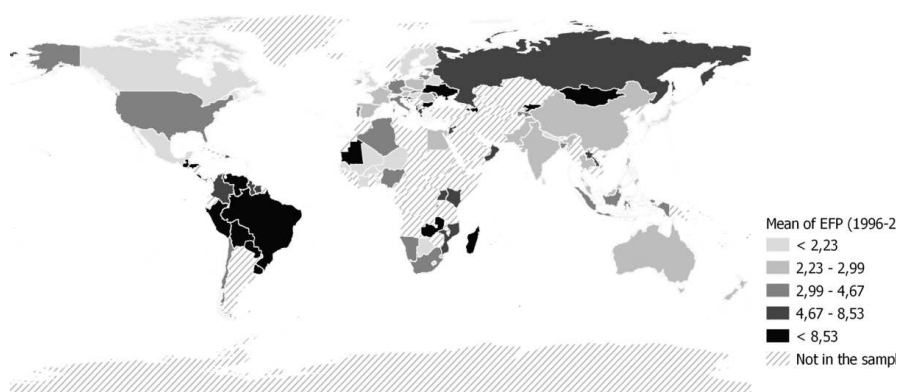 Mean of EFP (1996-2
< 2,23
2,23 - 2,99
2,99 - 4,67
4,67 - 8,53
< 8,53
Not in the sampl